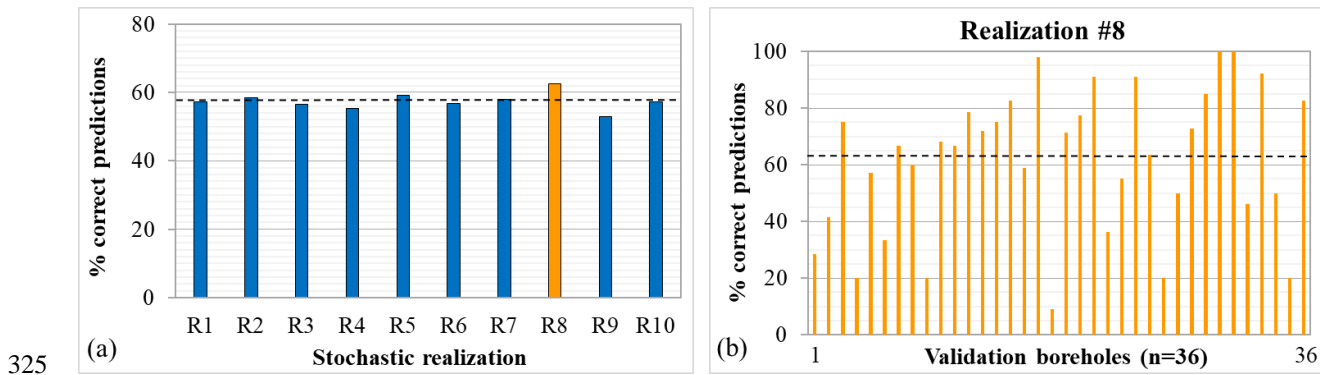 80
60
40
20
0
% correct predictions
R1 R2 R3 R4 R5 R6 R7 R8 R9 R10
Stochastic realization
(a)
Realization #8
100
80
60
40
20
0
% correct predictions
1 36
Validation boreholes (n=36)
(b)
325